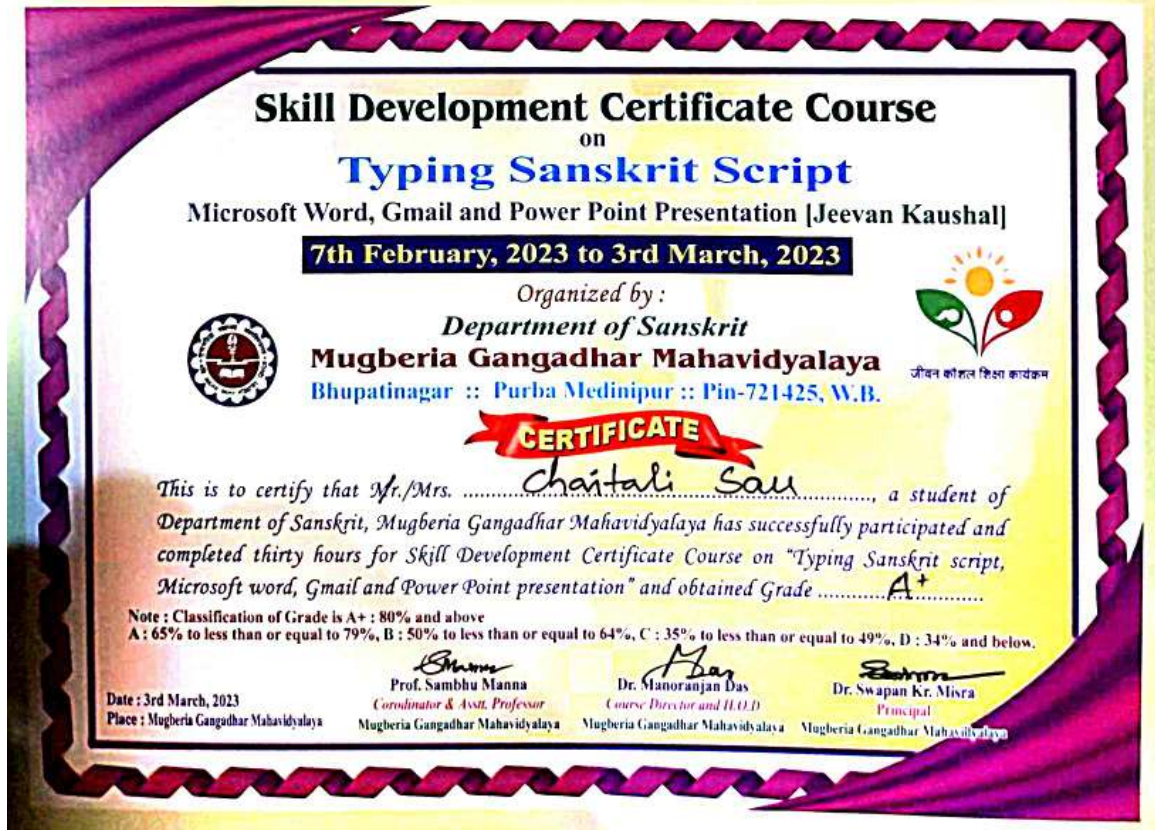 Skill Development Certificate Course
on
Typing Sanskrit Script
Microsoft Word, Gmail and Power Point Presentation [Jeevan Kaushal]
7th February, 2023 to 3rd March, 2023
Organized by :
Department of Sanskrit
Mugberia Gangadhar Mahavidyalaya
Bhupatinagar :: Purba Medinipur :: Pin-721425, W.B.
जीवन कौशल शिक्षा कार्यक्रम
CERTIFICATE
This is to certify that Mr./Mrs. ........Chaitali Sau............, a student of
Department of Sanskrit, Mugberia Gangadhar Mahavidyalaya has successfully participated and
completed thirty hours for Skill Development Certificate Course on "Typing Sanskrit script,
Microsoft word, Gmail and Power Point presentation" and obtained Grade ..........A+............
Note : Classification of Grade is A+ : 80% and above
A : 65% to less than or equal to 79%, B : 50% to less than or equal to 64%, C : 35% to less than or equal to 49%, D : 34% and below.
Date : 3rd March, 2023
Place : Mugberia Gangadhar Mahavidyalaya
Prof. Sambhu Manna
Corodinator & Asstt. Professor
Mugberia Gangadhar Mahavidyalaya
Dr. Manoranjan Das
Course Director and H.O.D
Mugberia Gangadhar Mahavidyalaya
Dr. Swapan Kr. Misra
Principal
Mugberia Gangadhar Mahavidyalaya